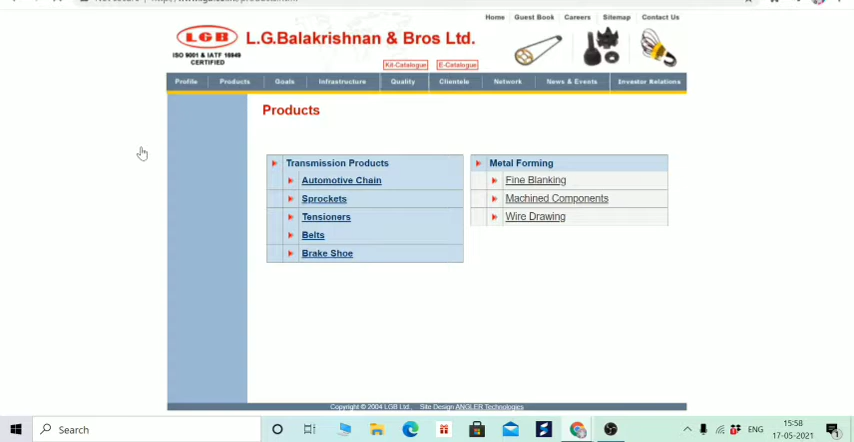 Home Guest Book Careers Sitemap Contact Us
LGB
L.G.Balakrishnan & Bros Ltd.
ISO 9001 & IATF 16949
CERTIFIED
Kit-Catalogue E-Catalogue
Profile Products Goals Infrastructure Quality Clientele Network News & Events Investor Relations
Products
Transmission Products
Automotive Chain
Sprockets
Tensioners
Belts
Brake Shoe
Metal Forming
Fine Blanking
Machined Components
Wire Drawing
Copyright © 2004 LGB Ltd., Site Design ANGLER Technologies
Search
ENG
15:58
17-05-2021